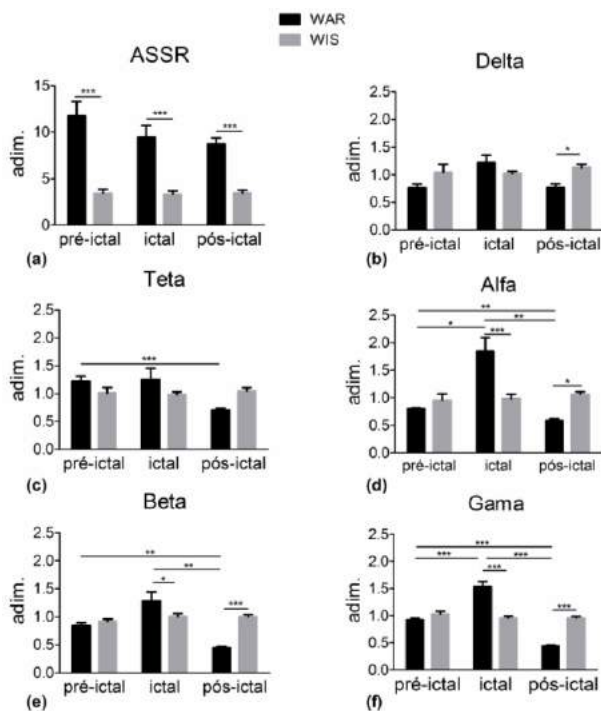 WAR
WIS
ASSR
***
***
***
adim.
15
10
5
0
pré-ictal ictal pós-ictal
(a)
Delta
*
adim.
2.5
2.0
1.5
1.0
0.5
0.0
pré-ictal ictal pós-ictal
(b)
Teta
***
adim.
2.5
2.0
1.5
1.0
0.5
0.0
pré-ictal ictal pós-ictal
(c)
Alfa
**
**
*
***
*
adim.
2.5
2.0
1.5
1.0
0.5
0.0
pré-ictal ictal pós-ictal
(d)
Beta
**
**
*
***
adim.
2.5
2.0
1.5
1.0
0.5
0.0
pré-ictal ictal pós-ictal
(e)
Gama
***
***
***
***
***
adim.
2.5
2.0
1.5
1.0
0.5
0.0
pré-ictal ictal pós-ictal
(f)